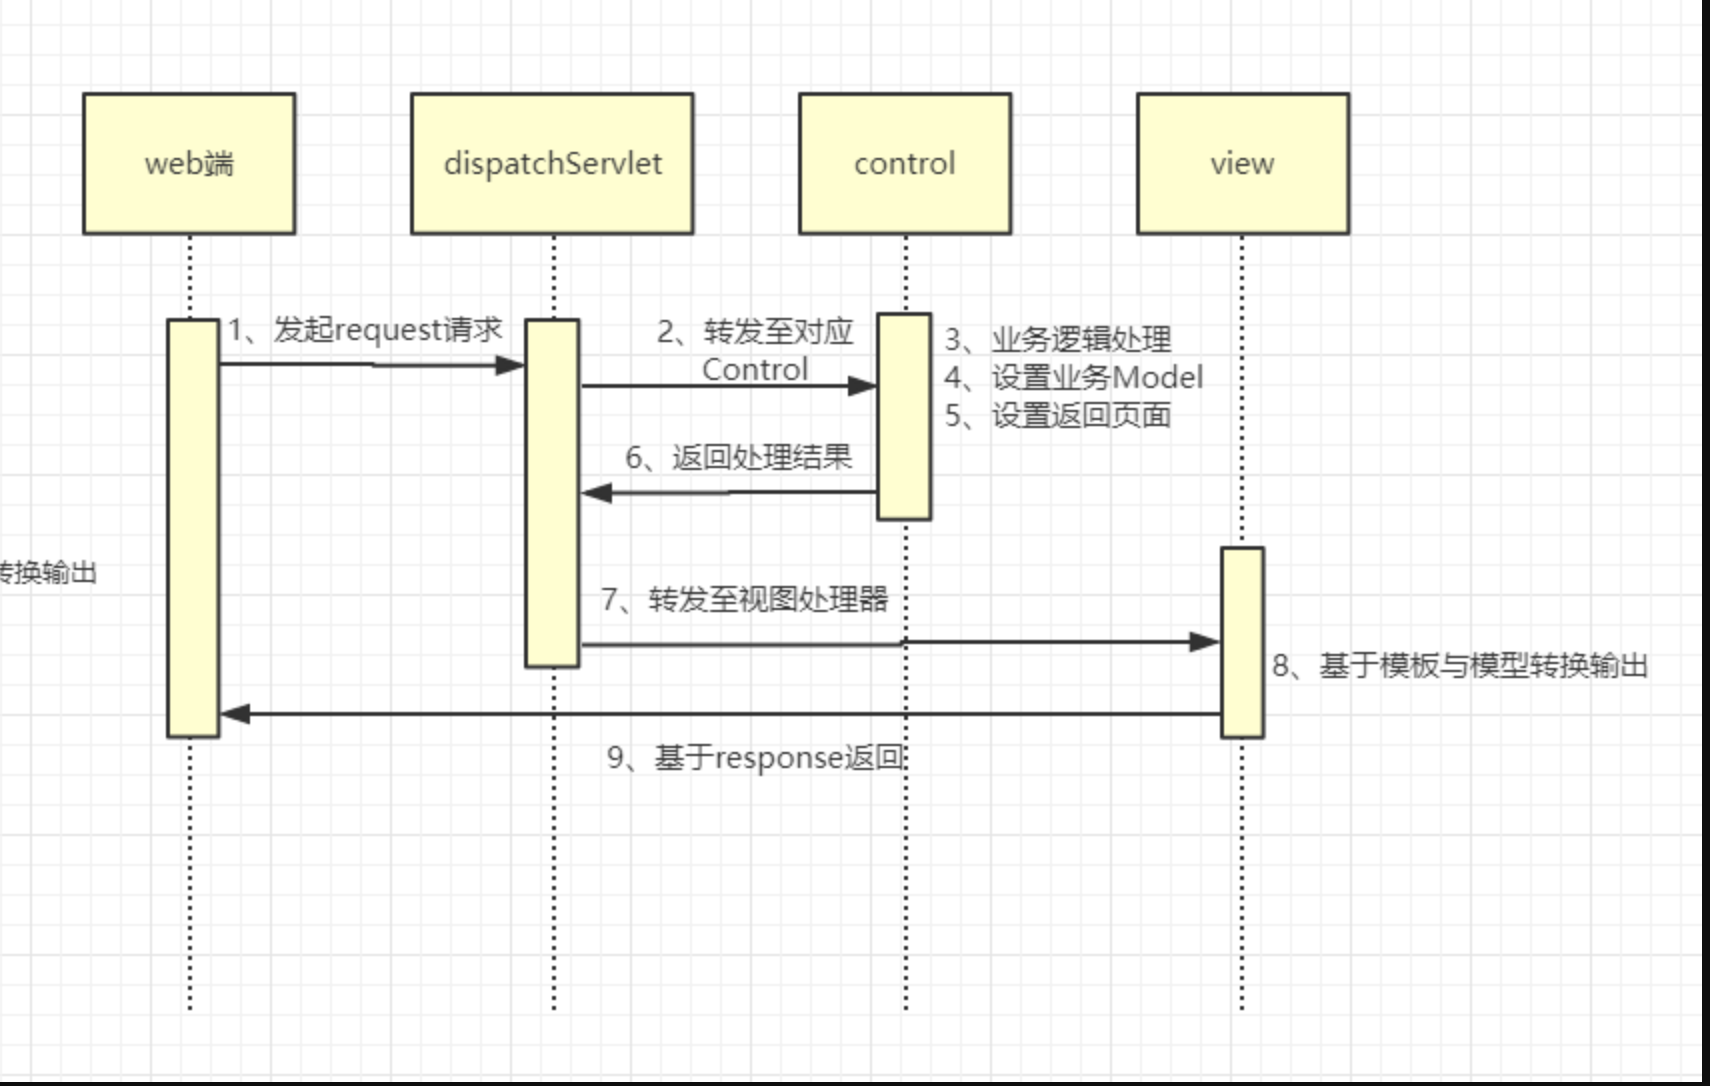 web端
dispatchServlet
control
view
1、发起request请求
2、转发至对应
Control
3、业务逻辑处理
4、设置业务Model
5、设置返回页面
6、返回处理结果
转换输出
7、转发至视图处理器
8、基于模板与模型转换输出
9、基于response返回